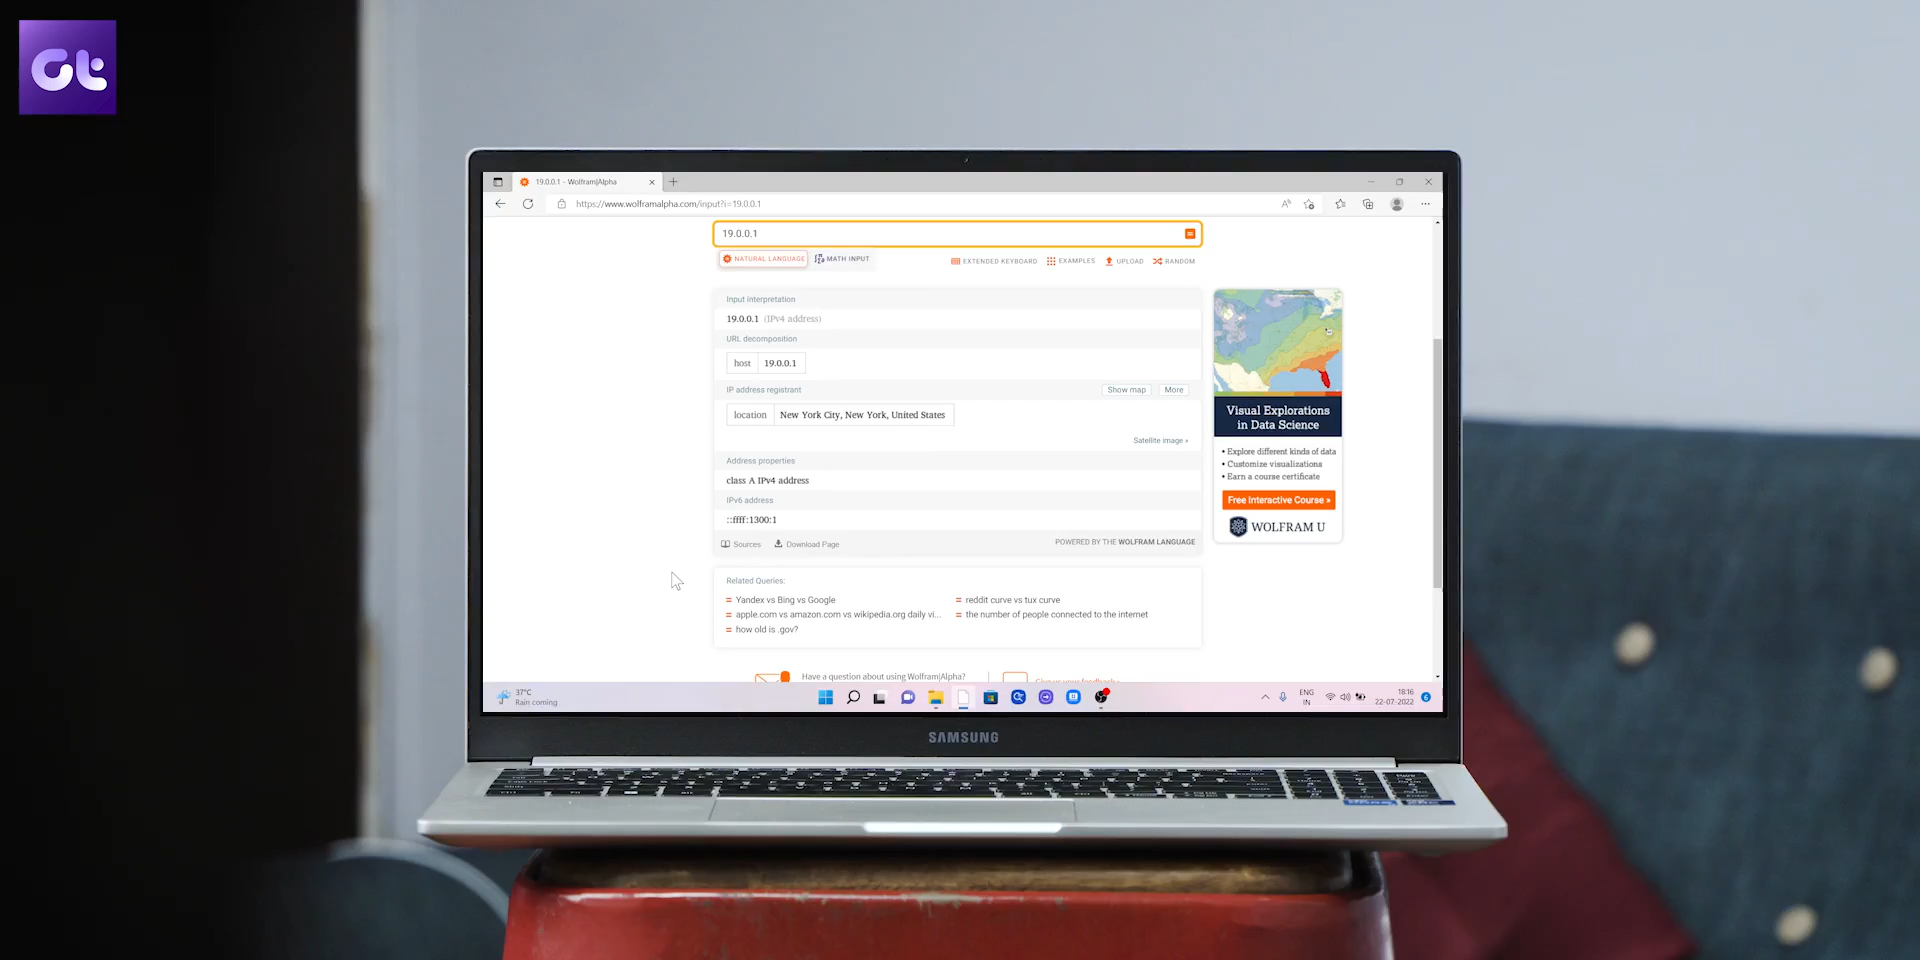 Gt
19.0.0.1 - Wolfram|Alpha
https://www.wolframalpha.com/input?i=19.0.0.1
19.0.0.1
NATURAL LANGUAGE
MATH INPUT
EXTENDED KEYBOARD
EXAMPLES
UPLOAD
RANDOM
Input interpretation
19.0.0.1 (IPv4 address)
URL decomposition
host 19.0.0.1
IP address registrant
Show map
More
location New York City, New York, United States
Satellite image »
Address properties
class A IPv4 address
IPv6 address
::ffff:1300:1
Sources
Download Page
POWERED BY THE WOLFRAM LANGUAGE
Visual Explorations
in Data Science
• Explore different kinds of data
• Customize visualizations
• Earn a course certificate
Free Interactive Course »
WOLFRAM U
Related Queries:
= Yandex vs Bing vs Google
= reddit curve vs tux curve
= apple.com vs amazon.com vs wikipedia.org daily vi...
= the number of people connected to the internet
= how old is .gov?
Have a question about using Wolfram|Alpha?
Give us your feedback »
37°C
Rain coming
ENG
IN
18:16
22-07-2022
6
SAMSUNG